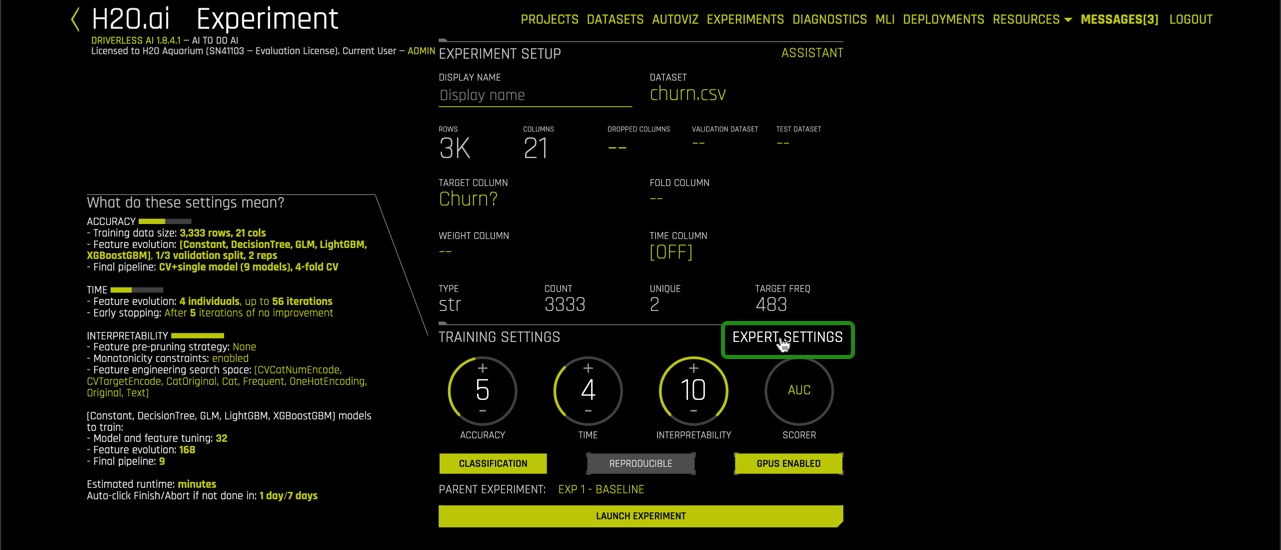 H2O.ai Experiment
DRIVERLESS AI 1.8.4.1 — AI TO DO AI
Licensed to H2O Aquarium (SN41103 — Evaluation License). Current User — ADMIN
PROJECTS DATASETS AUTOVIZ EXPERIMENTS DIAGNOSTICS MLI DEPLOYMENTS RESOURCES MESSAGES[3] LOGOUT
EXPERIMENT SETUP ASSISTANT
DISPLAY NAME DATASET
Display name churn.csv
ROWS COLUMNS DROPPED COLUMNS VALIDATION DATASET TEST DATASET
3K 21 -- -- --
TARGET COLUMN FOLD COLUMN
Churn? --
WEIGHT COLUMN TIME COLUMN
-- [OFF]
TYPE COUNT UNIQUE TARGET FREQ
str 3333 2 483
What do these settings mean?
ACCURACY
- Training data size: 3,333 rows, 21 cols
- Feature evolution: [Constant, DecisionTree, GLM, LightGBM,
XGBoostGBM], 1/3 validation split, 2 reps
- Final pipeline: CV+single model (9 models), 4-fold CV
TIME
- Feature evolution: 4 individuals, up to 56 iterations
- Early stopping: After 5 iterations of no improvement
INTERPRETABILITY
- Feature pre-pruning strategy: None
- Monotonicity constraints: enabled
- Feature engineering search space: [CVCatNumEncode,
CVTargetEncode, CatOriginal, Cat, Frequent, OneHotEncoding,
Original, Text]
[Constant, DecisionTree, GLM, LightGBM, XGBoostGBM] models
to train:
- Model and feature tuning: 32
- Feature evolution: 168
- Final pipeline: 9
Estimated runtime: minutes
Auto-click Finish/Abort if not done in: 1 day/7 days
TRAINING SETTINGS EXPERT SETTINGS
+ + +
5 4 10 AUC
- - -
ACCURACY TIME INTERPRETABILITY SCORER
CLASSIFICATION REPRODUCIBLE GPUS ENABLED
PARENT EXPERIMENT: EXP 1 - BASELINE
LAUNCH EXPERIMENT